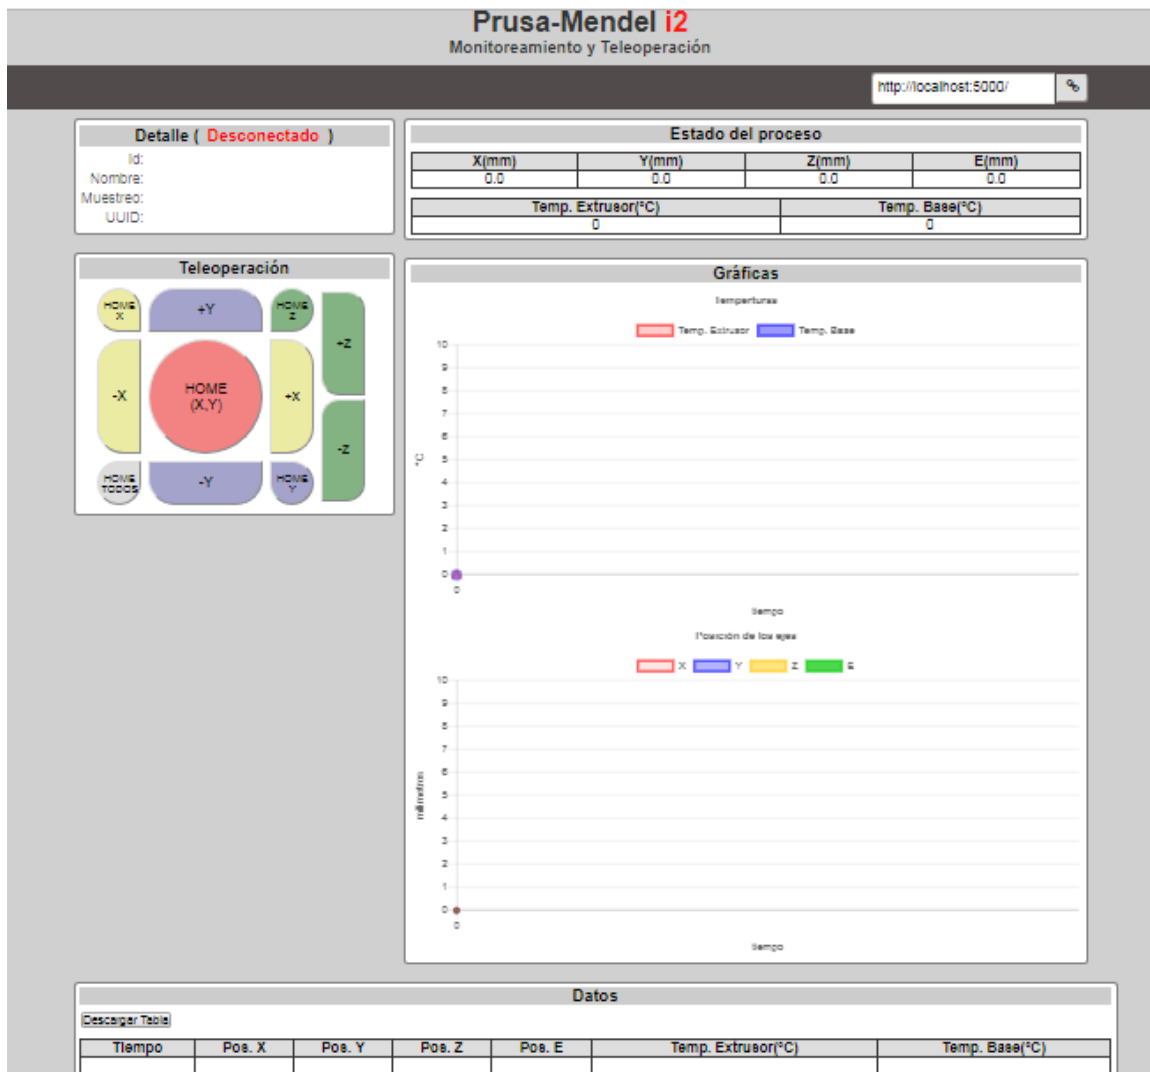 Prusa-Mendel i2
Monitoreamiento y Teleoperación
http://localhost:5000/
Detalle ( Desconectado )
Id:
Nombre:
Muestreo:
UUID:
Estado del proceso
X(mm) Y(mm) Z(mm) E(mm)
0.0 0.0 0.0 0.0
Temp. Extrusor(°C) Temp. Base(°C)
0 0
Teleoperación
HOME X
+Y
HOME Z
+Z
-X
HOME (X,Y)
+X
-Z
HOME TODOS
-Y
HOME Y
Gráficas
Temperturas
Temp. Extrusor Temp. Base
10
9
8
7
6
5
4
3
2
1
0
°C
0
tiempo
Posición de los ejes
X Y Z E
10
9
8
7
6
5
4
3
2
1
0
milimetros
0
tiempo
Datos
Descargar Tabla
Tiempo Pos. X Pos. Y Pos. Z Pos. E Temp. Extrusor(°C) Temp. Base(°C)